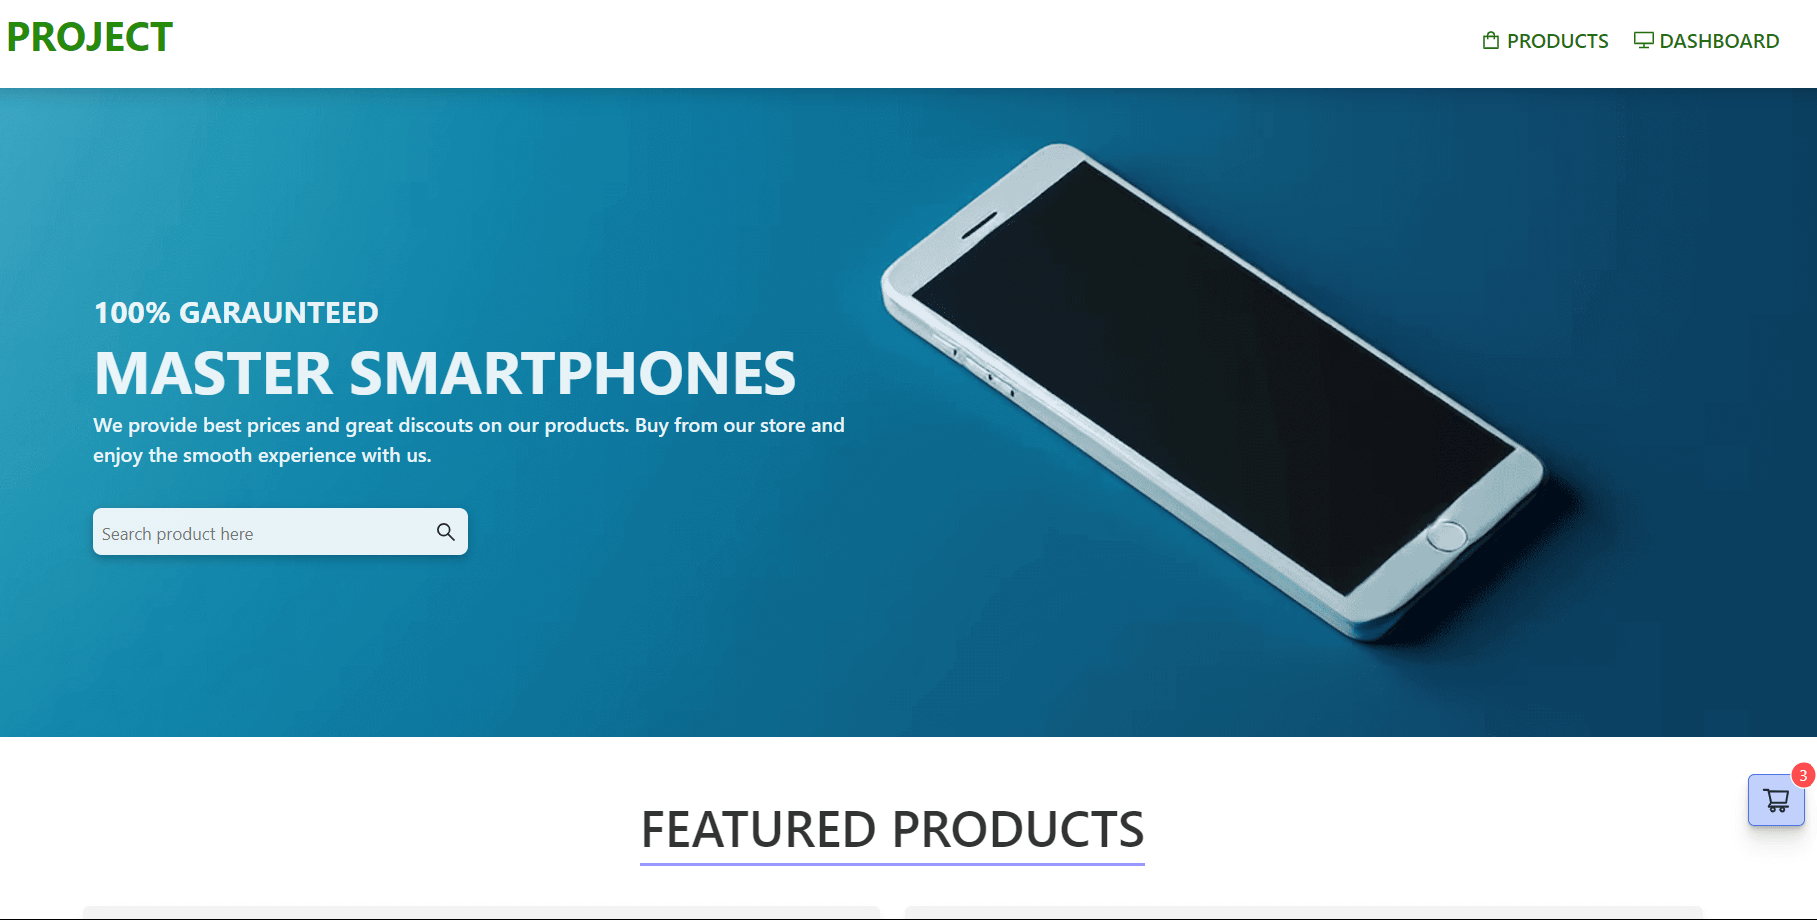 PROJECT
PRODUCTS
DASHBOARD
100% GARAUNTEED
MASTER SMARTPHONES
We provide best prices and great discouts on our products. Buy from our store and
enjoy the smooth experience with us.
Search product here
3
FEATURED PRODUCTS